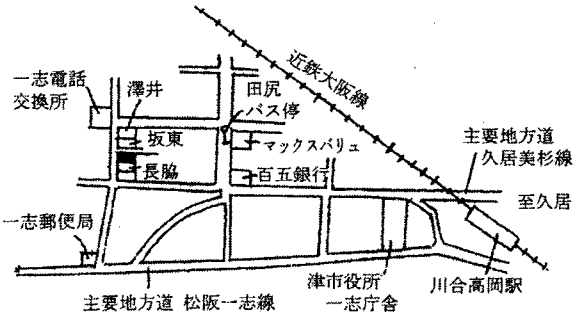 近鉄大阪線
一志電話
交換所
澤井
田尻
バス停
坂東
マックスバリュ
主要地方道
久居美杉線
長脇
百五銀行
至久居
一志郵便局
主要地方道 松阪一志線
津市役所
一志庁舎
川合高岡駅